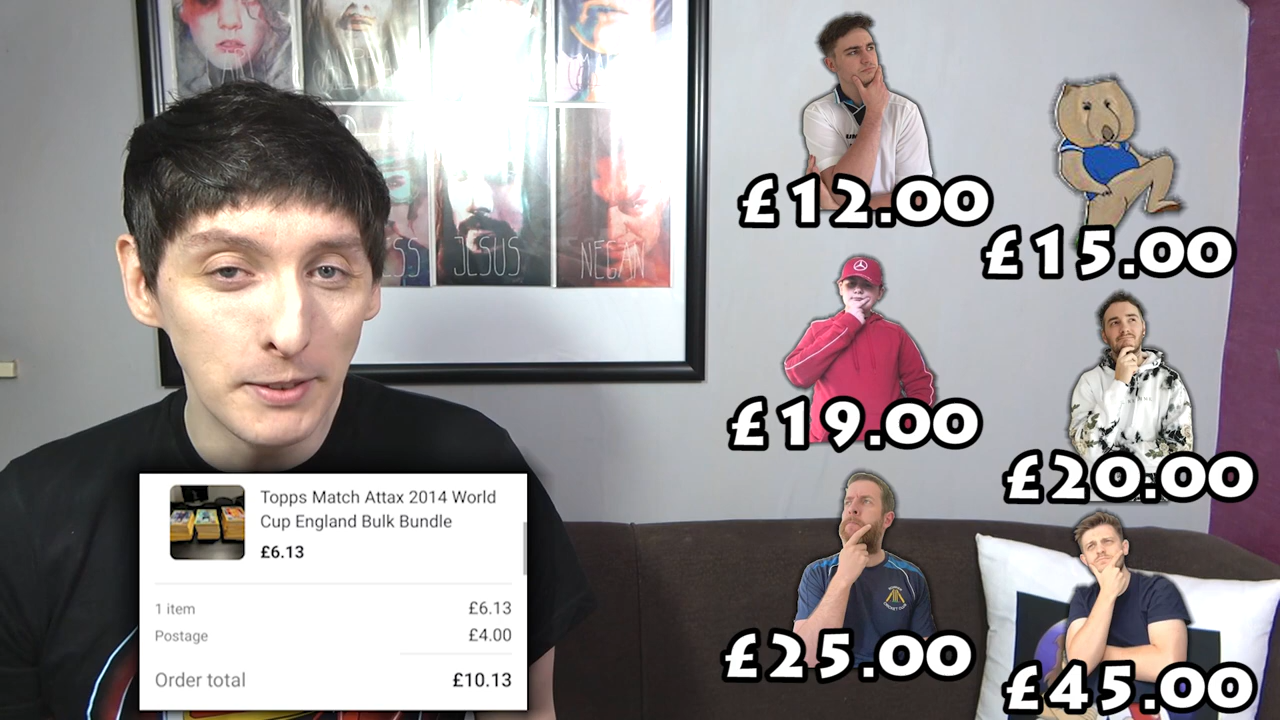 JESUS
NEGAN
£12.00
£15.00
£19.00
£20.00
£25.00
£45.00
Topps Match Attax 2014 World
Cup England Bulk Bundle
£6.13
1 item £6.13
Postage £4.00
Order total £10.13